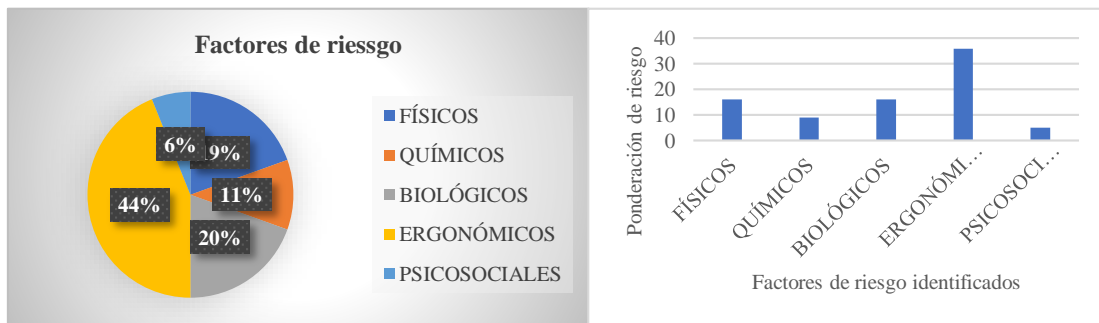 Factores de riessgo
6%
19%
11%
20%
44%
FÍSICOS
QUÍMICOS
BIOLÓGICOS
ERGONÓMICOS
PSICOSOCIALES
Ponderación de riesgo
40
30
20
10
0
FÍSICOS
QUÍMICOS
BIOLÓGICOS
ERGONÓMI…
PSICOSOCI…
Factores de riesgo identificados